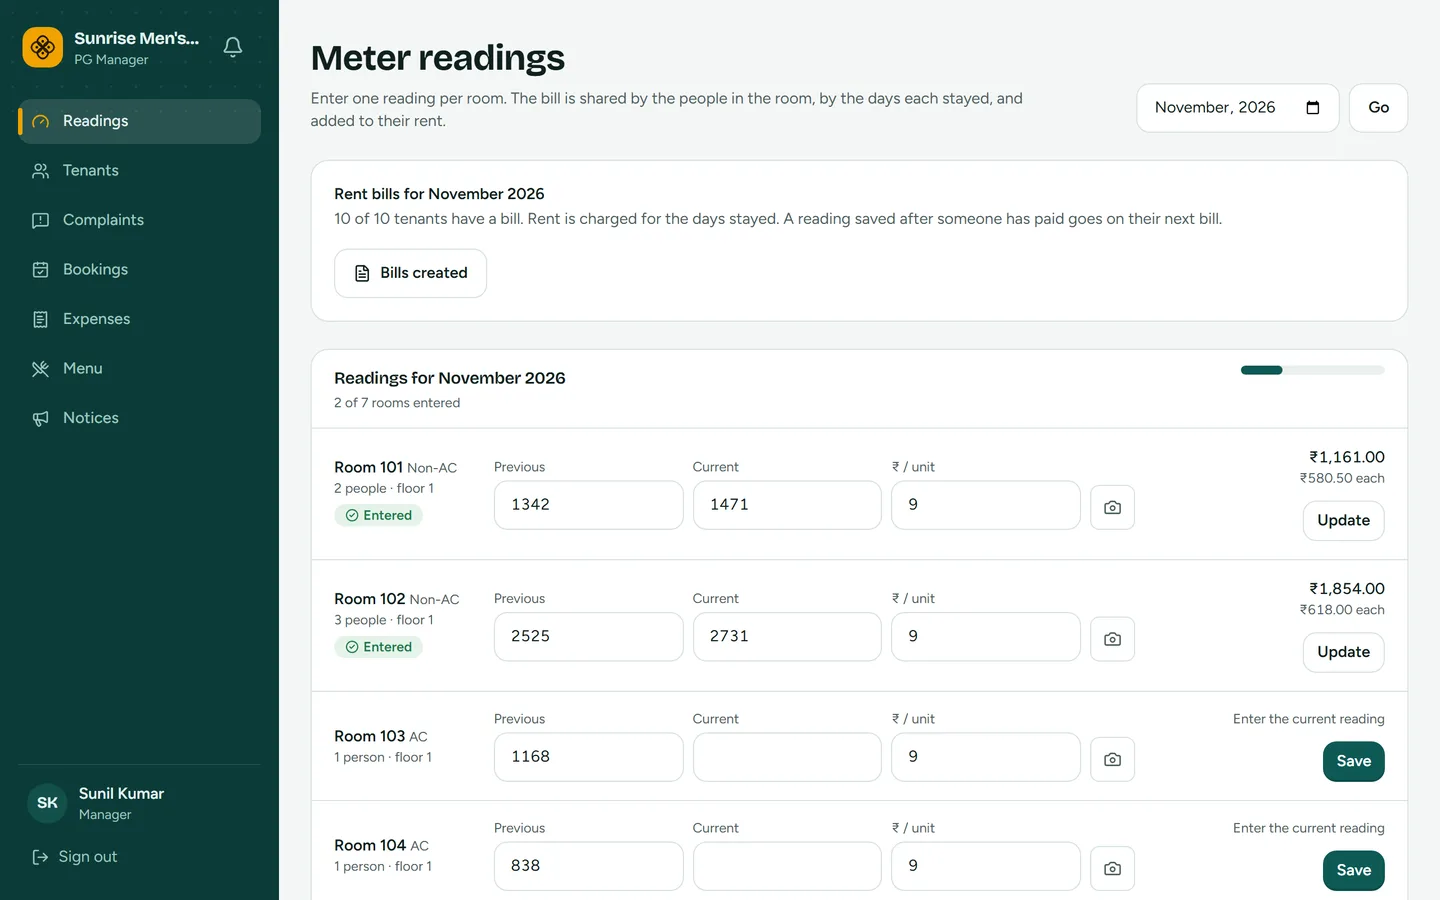 Sunrise Men's...
PG Manager
Readings
Tenants
Complaints
Bookings
Expenses
Menu
Notices
SK
Sunil Kumar
Manager
Sign out
Meter readings
Enter one reading per room. The bill is shared by the people in the room, by the days each stayed, and
added to their rent.
November, 2026
Go
Rent bills for November 2026
10 of 10 tenants have a bill. Rent is charged for the days stayed. A reading saved after someone has paid goes on their next bill.
Bills created
Readings for November 2026
2 of 7 rooms entered
Room 101 Non-AC
2 people · floor 1
Entered
Previous
1342
Current
1471
₹ / unit
9
₹1,161.00
₹580.50 each
Update
Room 102 Non-AC
3 people · floor 1
Entered
Previous
2525
Current
2731
₹ / unit
9
₹1,854.00
₹618.00 each
Update
Room 103 AC
1 person · floor 1
Previous
1168
Current
₹ / unit
9
Enter the current reading
Save
Room 104 AC
1 person · floor 1
Previous
838
Current
₹ / unit
9
Enter the current reading
Save